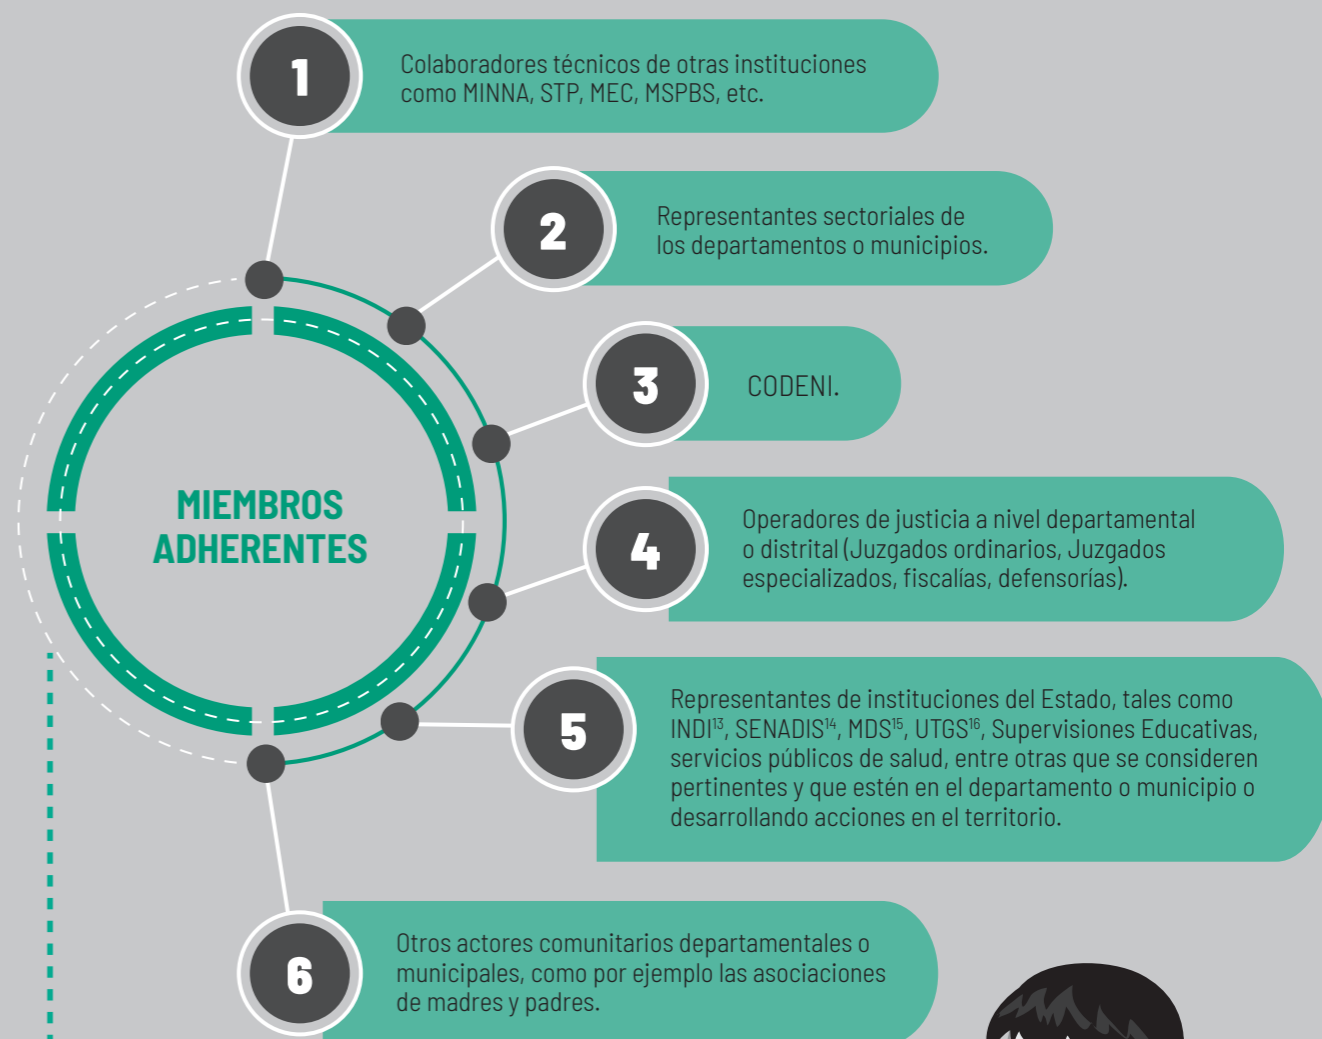 1
Colaboradores técnicos de otras instituciones
como MINNA, STP, MEC, MSPBS, etc.
2
Representantes sectoriales de
los departamentos o municipios.
3
CODENI.
MIEMBROS
ADHERENTES
4
Operadores de justicia a nivel departamental
o distrital (Juzgados ordinarios, Juzgados
especializados, fiscalías, defensorías).
5
Representantes de instituciones del Estado, tales como
INDI¹³, SENADIS¹⁴, MDS¹⁵, UTGS¹⁶, Supervisiones Educativas,
servicios públicos de salud, entre otras que se consideren
pertinentes y que estén en el departamento o municipio o
desarrollando acciones en el territorio.
6
Otros actores comunitarios departamentales o
municipales, como por ejemplo las asociaciones
de madres y padres.